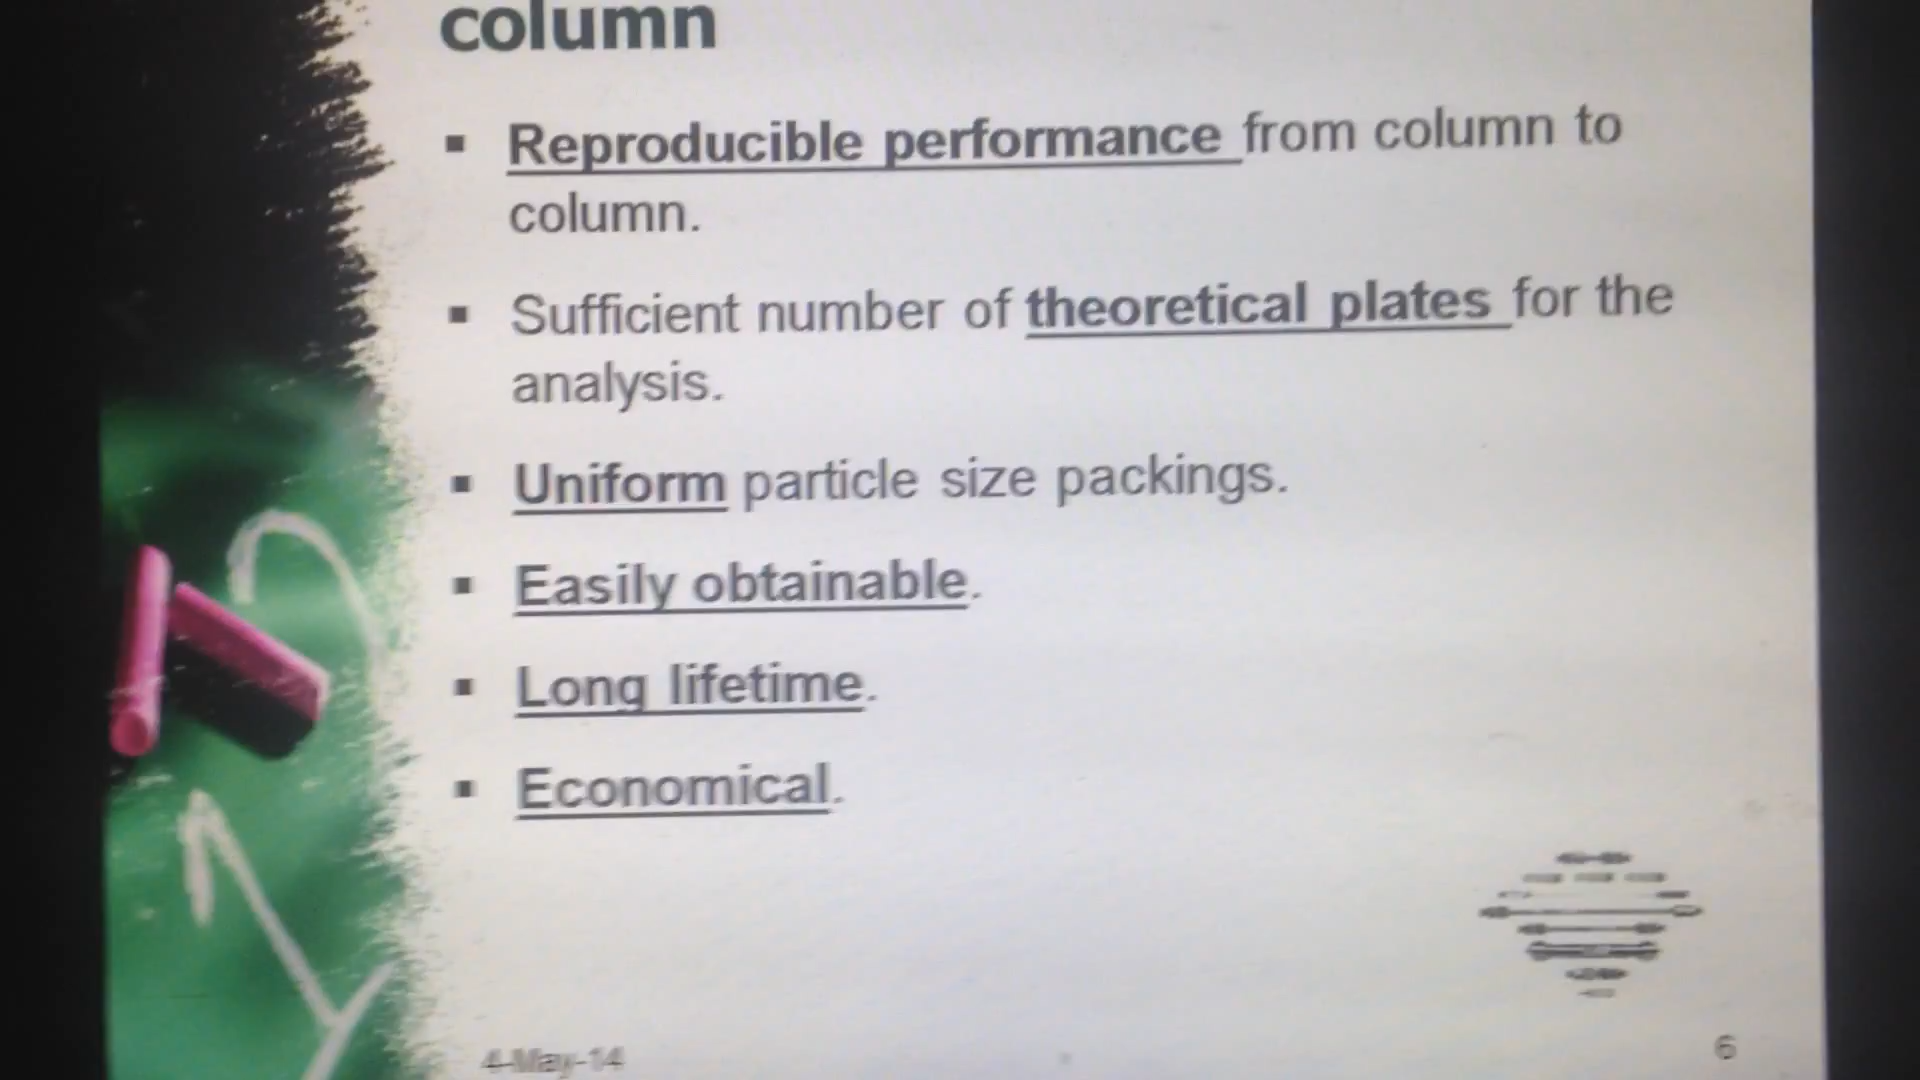 column
▪ Reproducible performance from column to
column.
▪ Sufficient number of theoretical plates for the
analysis.
▪ Uniform particle size packings.
▪ Easily obtainable.
▪ Long lifetime.
▪ Economical.
4-May-14
6